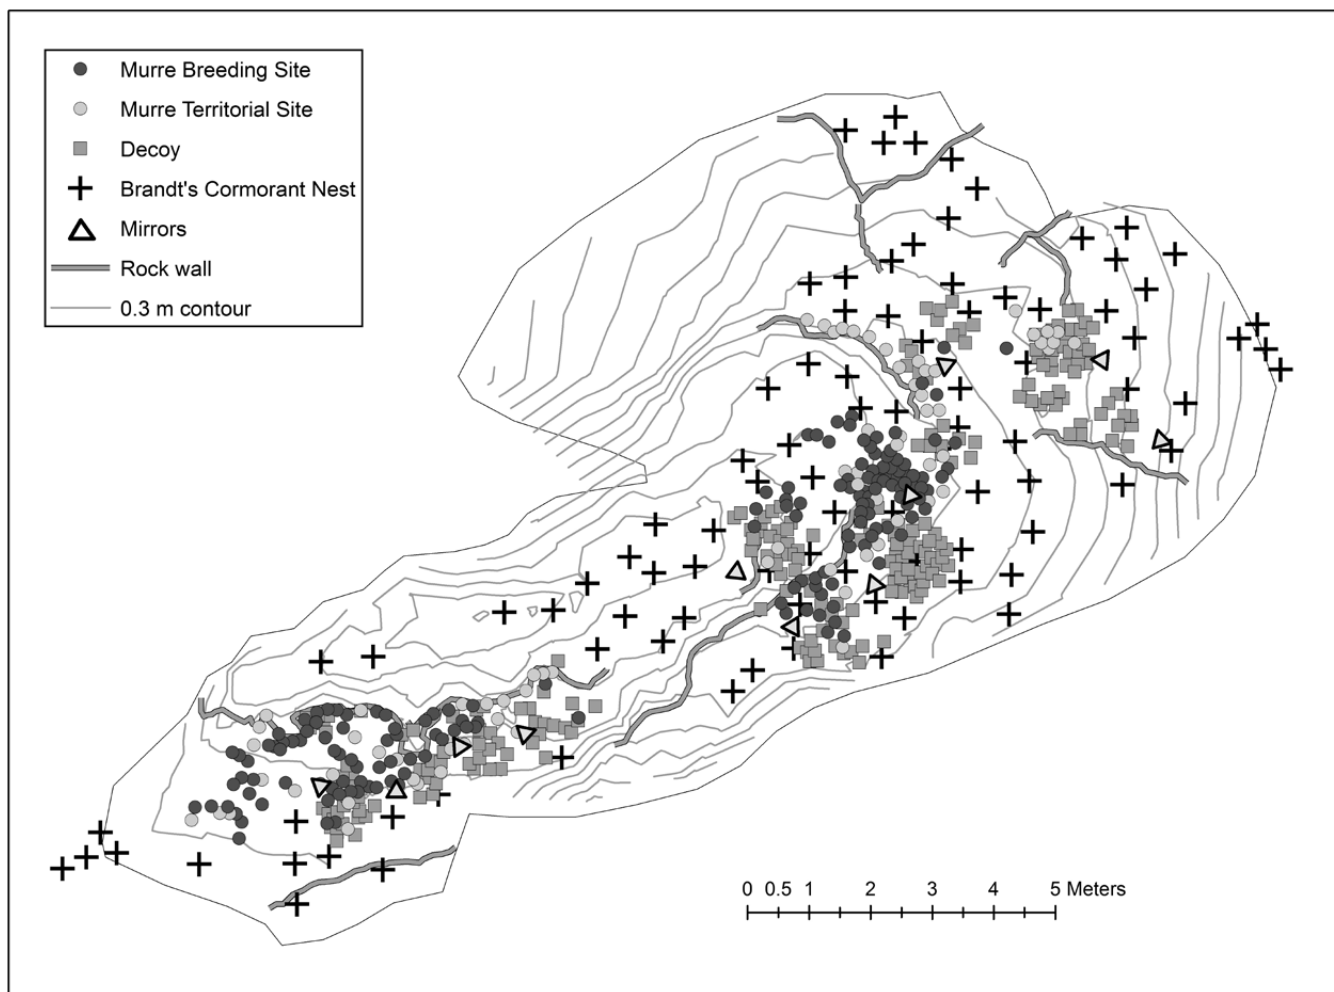 Murre Breeding Site
Murre Territorial Site
Decoy
Brandt's Cormorant Nest
Mirrors
Rock wall
0.3 m contour
0 0.5 1 2 3 4 5 Meters